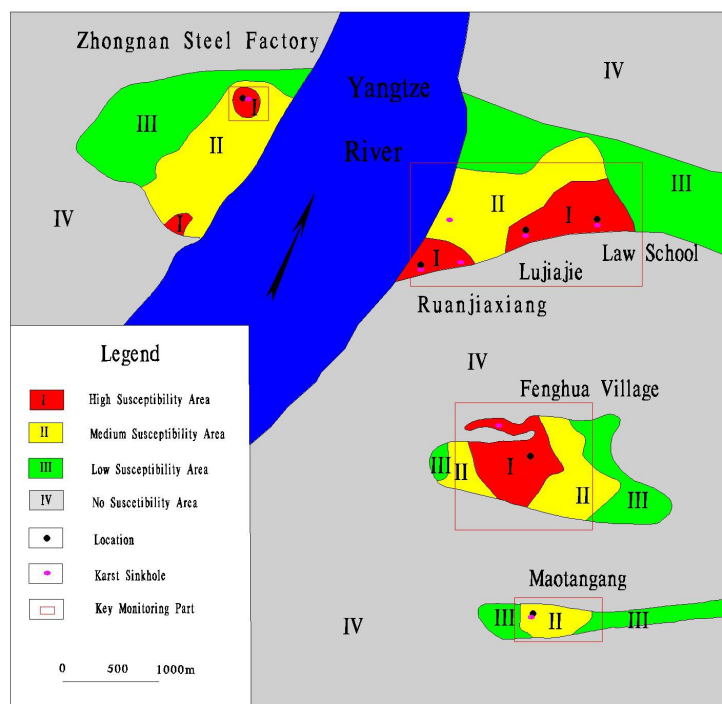 Zhongnan Steel Factory
IV
Yangtze
River
III
II
I
I
IV
III
II
I
I
Law School
Lujiajie
Ruanjiaxiang
IV
Fenghua Village
III
II
I
II
III
Maotangang
III
II
III
IV
Legend
I High Susceptibility Area
II Medium Susceptibility Area
III Low Susceptibility Area
IV No Suscetibility Area
Location
Karst Sinkhole
Key Monitoring Part
0 500 1000m